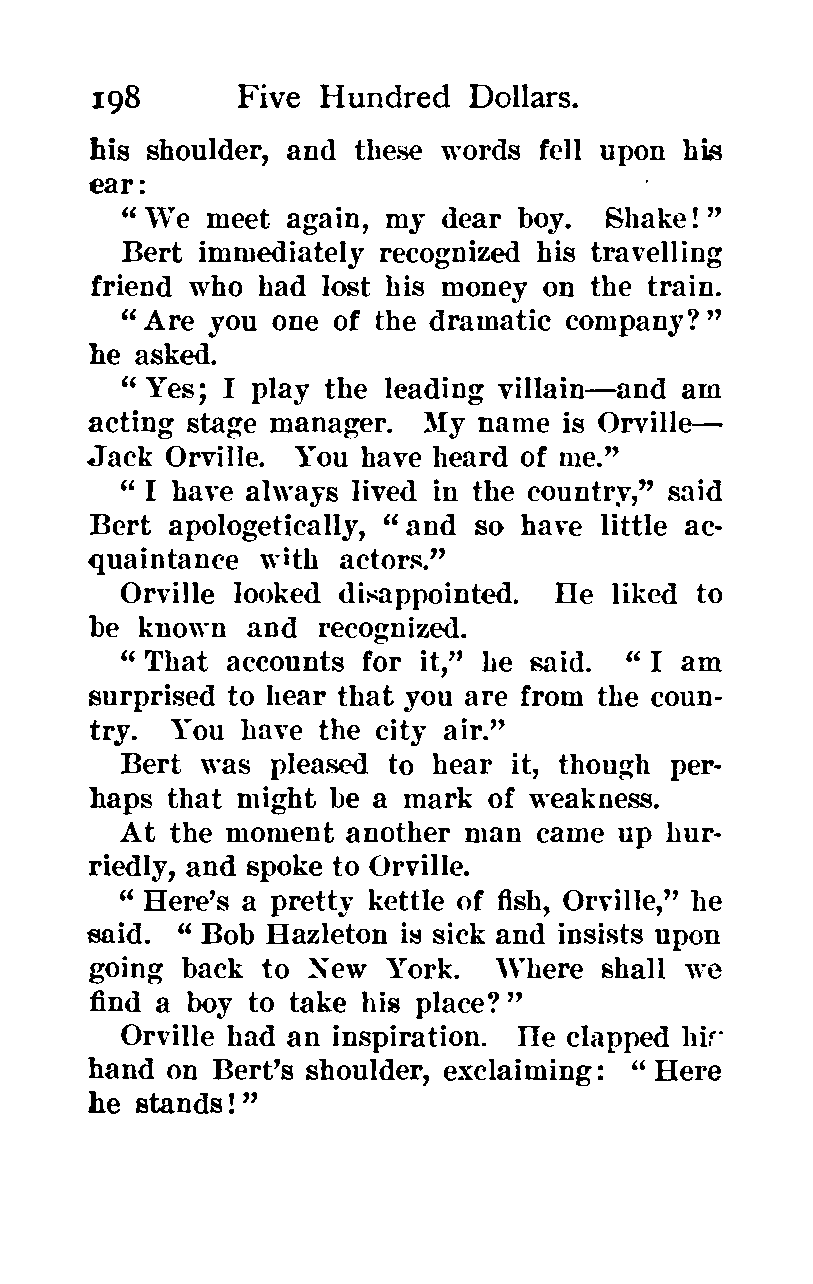 198 Five Hundred Dollars.
his shoulder, and these words fell upon his
ear:
“We meet again, my dear boy. Shake!”
Bert immediately recognized his travelling
friend who had lost his money on the train.
“Are you one of the dramatic company?”
he asked.
“Yes; I play the leading villain—and am
acting stage manager. My name is Orville—
Jack Orville. You have heard of me.”
“I have always lived in the country,” said
Bert apologetically, “and so have little ac-
quaintance with actors.”
Orville looked disappointed. He liked to
be known and recognized.
“That accounts for it,” he said. “I am
surprised to hear that you are from the coun-
try. You have the city air.”
Bert was pleased to hear it, though per-
haps that might be a mark of weakness.
At the moment another man came up hur-
riedly, and spoke to Orville.
“Here’s a pretty kettle of fish, Orville,” he
said. “Bob Hazleton is sick and insists upon
going back to New York. Where shall we
find a boy to take his place?”
Orville had an inspiration. He clapped his
hand on Bert’s shoulder, exclaiming: “Here
he stands!”